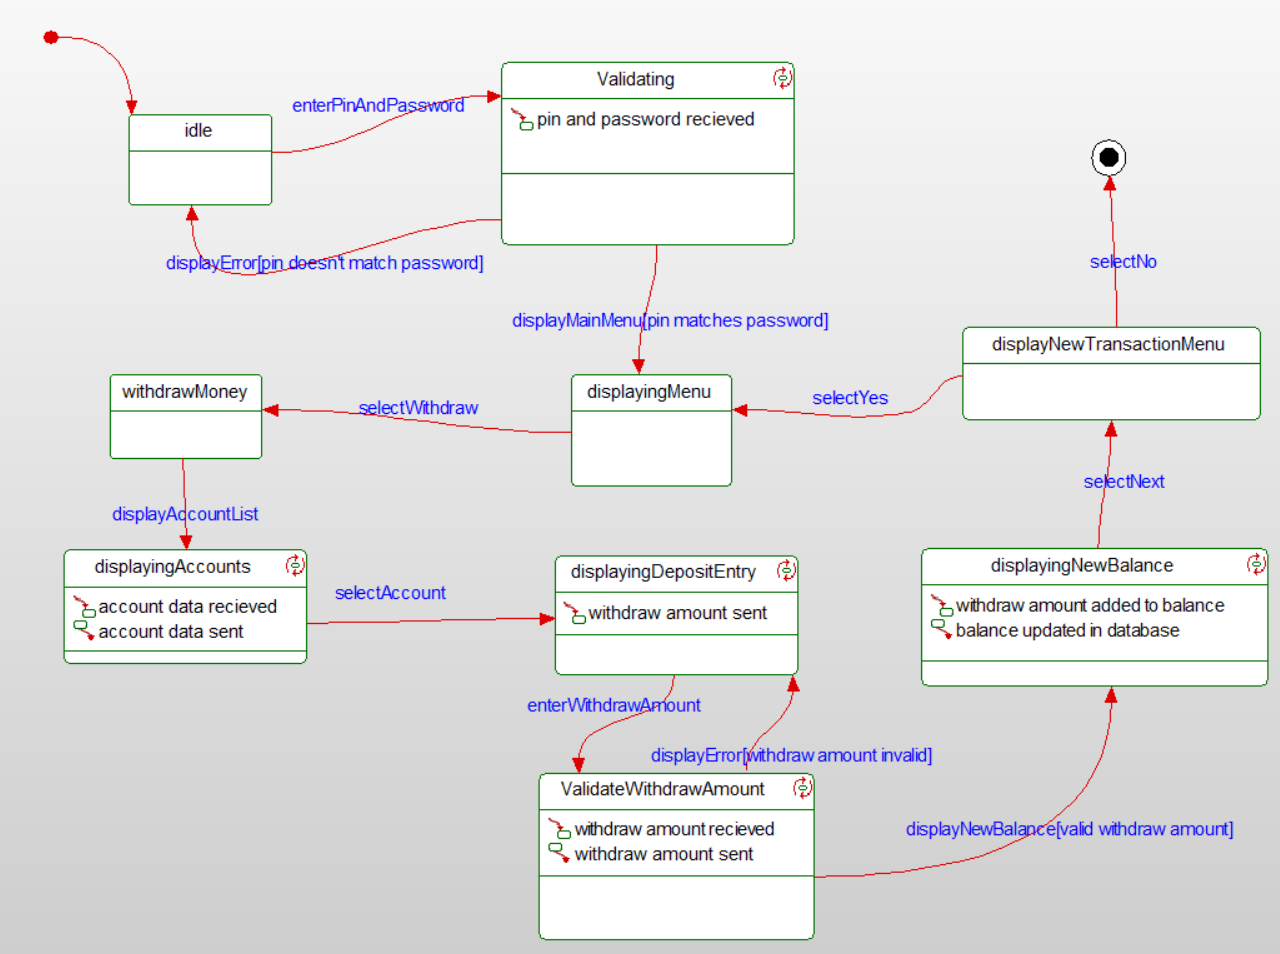 Validating
enterPinAndPassword
pin and password recieved
idle
displayError[pin doesn't match password]
selectNo
displayMainMenu[pin matches password]
displayNewTransactionMenu
withdrawMoney
displayingMenu
selectYes
selectWithdraw
selectNext
displayAccountList
displayingAccounts
account data recieved
account data sent
selectAccount
displayingDepositEntry
withdraw amount sent
displayingNewBalance
withdraw amount added to balance
balance updated in database
enterWithdrawAmount
displayError[withdraw amount invalid]
ValidateWithdrawAmount
withdraw amount recieved
withdraw amount sent
displayNewBalance[valid withdraw amount]